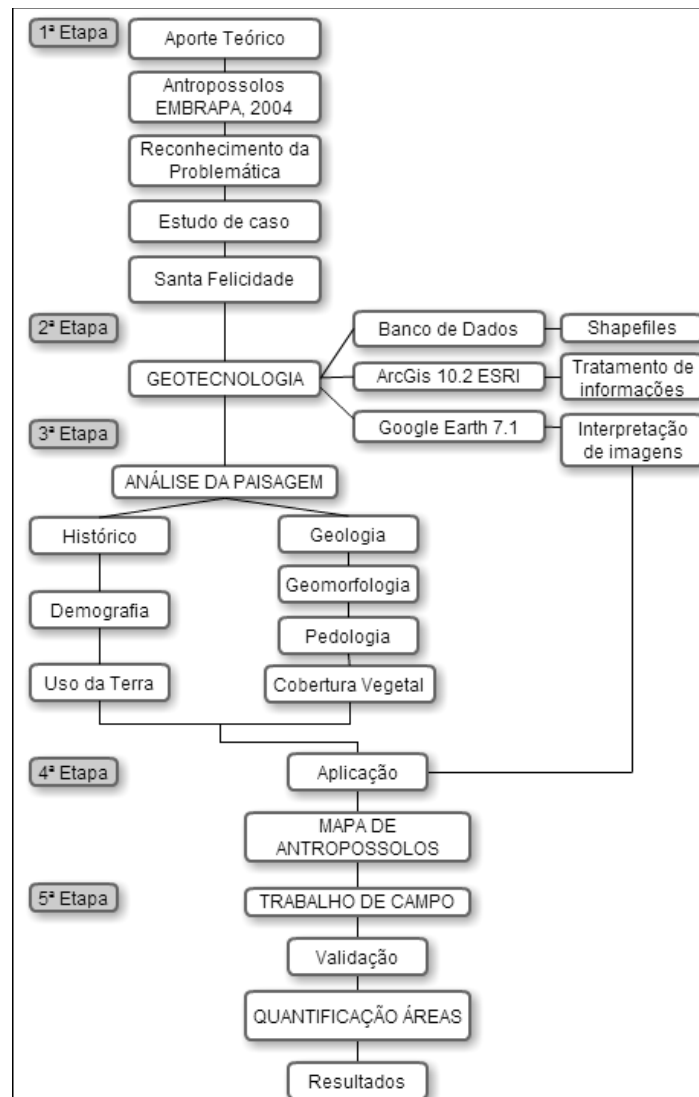 1ª Etapa
Aporte Teórico
Antropossolos
EMBRAPA, 2004
Reconhecimento da
Problemática
Estudo de caso
Santa Felicidade
2ª Etapa
GEOTECNOLOGIA
Banco de Dados
Shapefiles
ArcGis 10.2 ESRI
Tratamento de
informações
Google Earth 7.1
Interpretação
de imagens
3ª Etapa
ANÁLISE DA PAISAGEM
Histórico
Demografia
Uso da Terra
Geologia
Geomorfologia
Pedologia
Cobertura Vegetal
4ª Etapa
Aplicação
MAPA DE
ANTROPOSSOLOS
5ª Etapa
TRABALHO DE CAMPO
Validação
QUANTIFICAÇÃO ÁREAS
Resultados